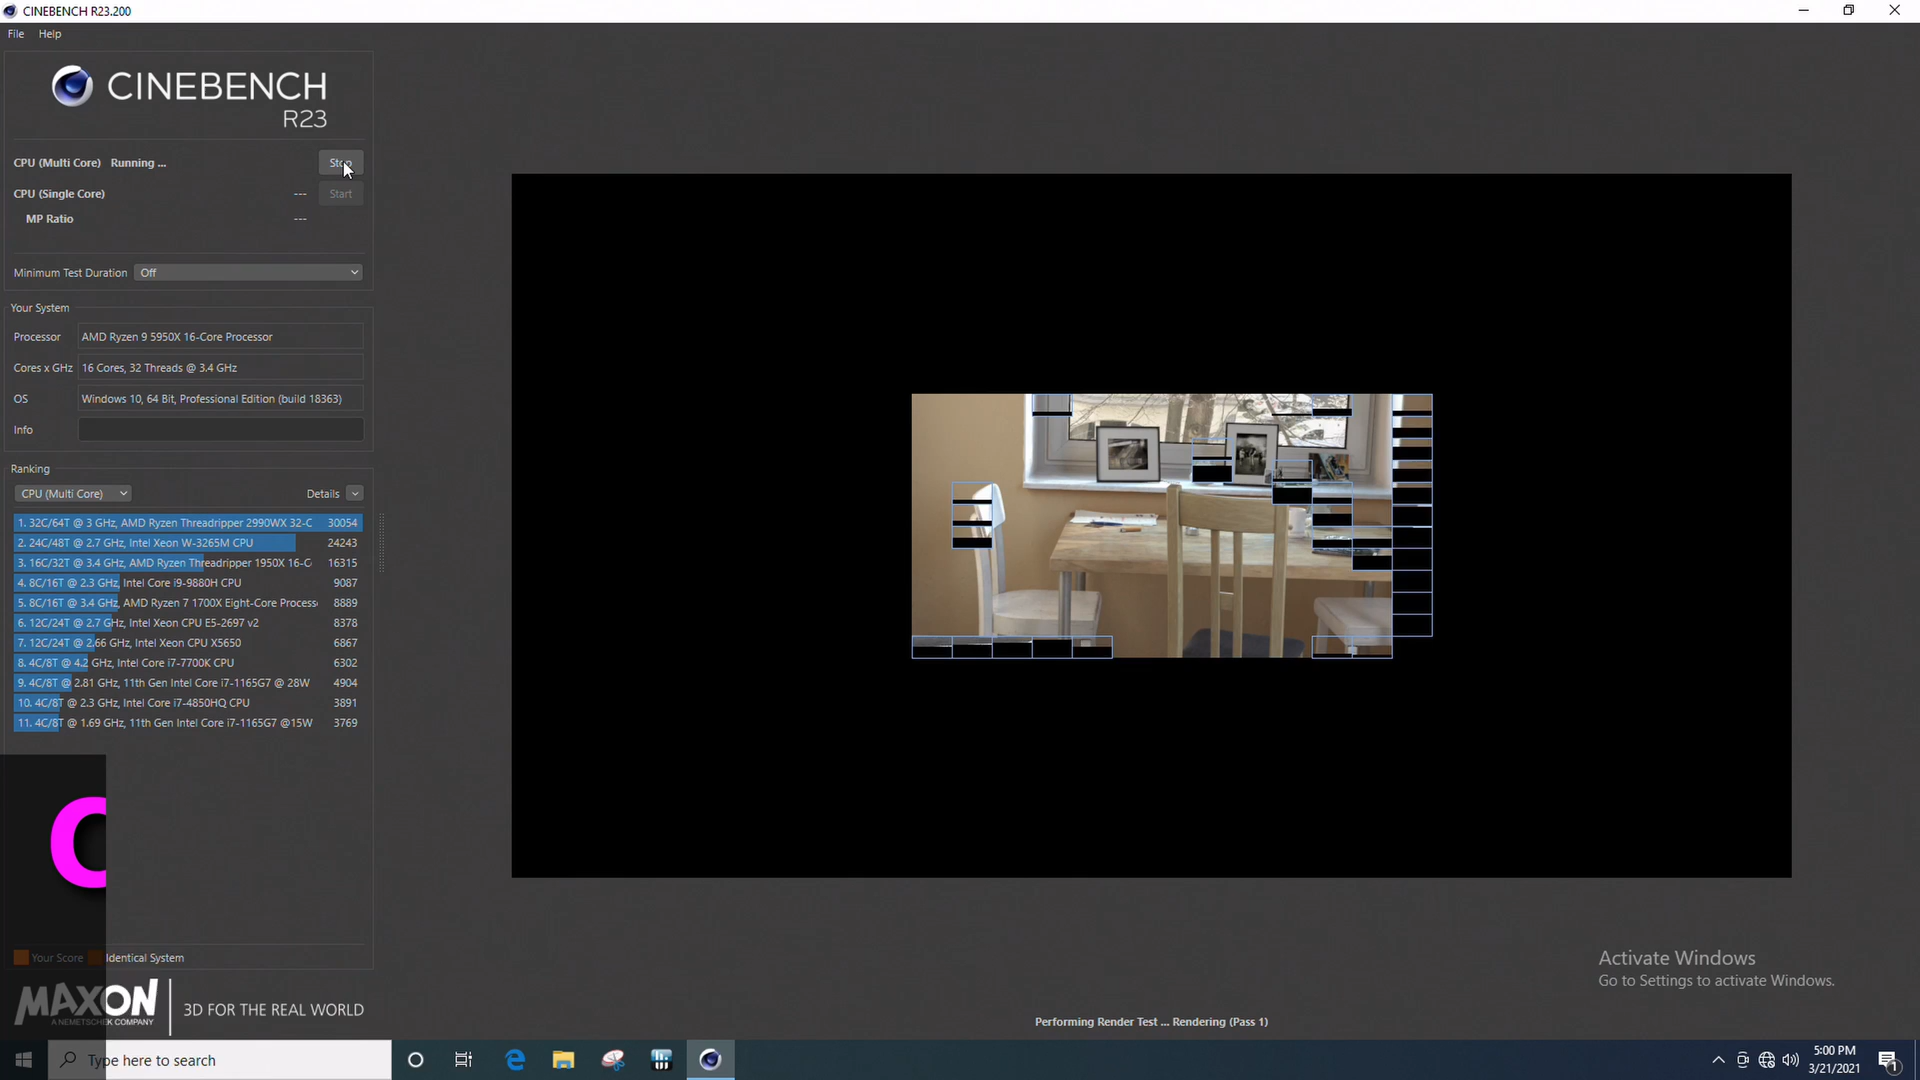 CINEBENCH R23.200
File Help
CINEBENCH
R23
CPU (Multi Core) Running ... Stop
CPU (Single Core) --- Start
MP Ratio ---
Minimum Test Duration Off
Your System
Processor AMD Ryzen 9 5950X 16-Core Processor
Cores x GHz 16 Cores, 32 Threads @ 3.4 GHz
OS Windows 10, 64 Bit, Professional Edition (build 18363)
Info
Ranking
CPU (Multi Core) Details
1. 32C/64T @ 3 GHz, AMD Ryzen Threadripper 2990WX 32-C 30054
2. 24C/48T @ 2.7 GHz, Intel Xeon W-3265M CPU 24243
3. 16C/32T @ 3.4 GHz, AMD Ryzen Threadripper 1950X 16-C 16315
4. 8C/16T @ 2.3 GHz, Intel Core i9-9880H CPU 9087
5. 8C/16T @ 3.4 GHz, AMD Ryzen 7 1700X Eight-Core Process 8889
6. 12C/24T @ 2.7 GHz, Intel Xeon CPU E5-2697 v2 8378
7. 12C/24T @ 2.66 GHz, Intel Xeon CPU X5650 6867
8. 4C/8T @ 4.2 GHz, Intel Core i7-7700K CPU 6302
9. 4C/8T @ 2.81 GHz, 11th Gen Intel Core i7-1165G7 @ 28W 4904
10. 4C/8T @ 2.3 GHz, Intel Core i7-4850HQ CPU 3891
11. 4C/8T @ 1.69 GHz, 11th Gen Intel Core i7-1165G7 @15W 3769
C
Your Score Identical System
MAXON
A NEMETSCHEK COMPANY
3D FOR THE REAL WORLD
Activate Windows
Go to Settings to activate Windows.
Performing Render Test ... Rendering (Pass 1)
Type here to search
5:00 PM
3/21/2021
1